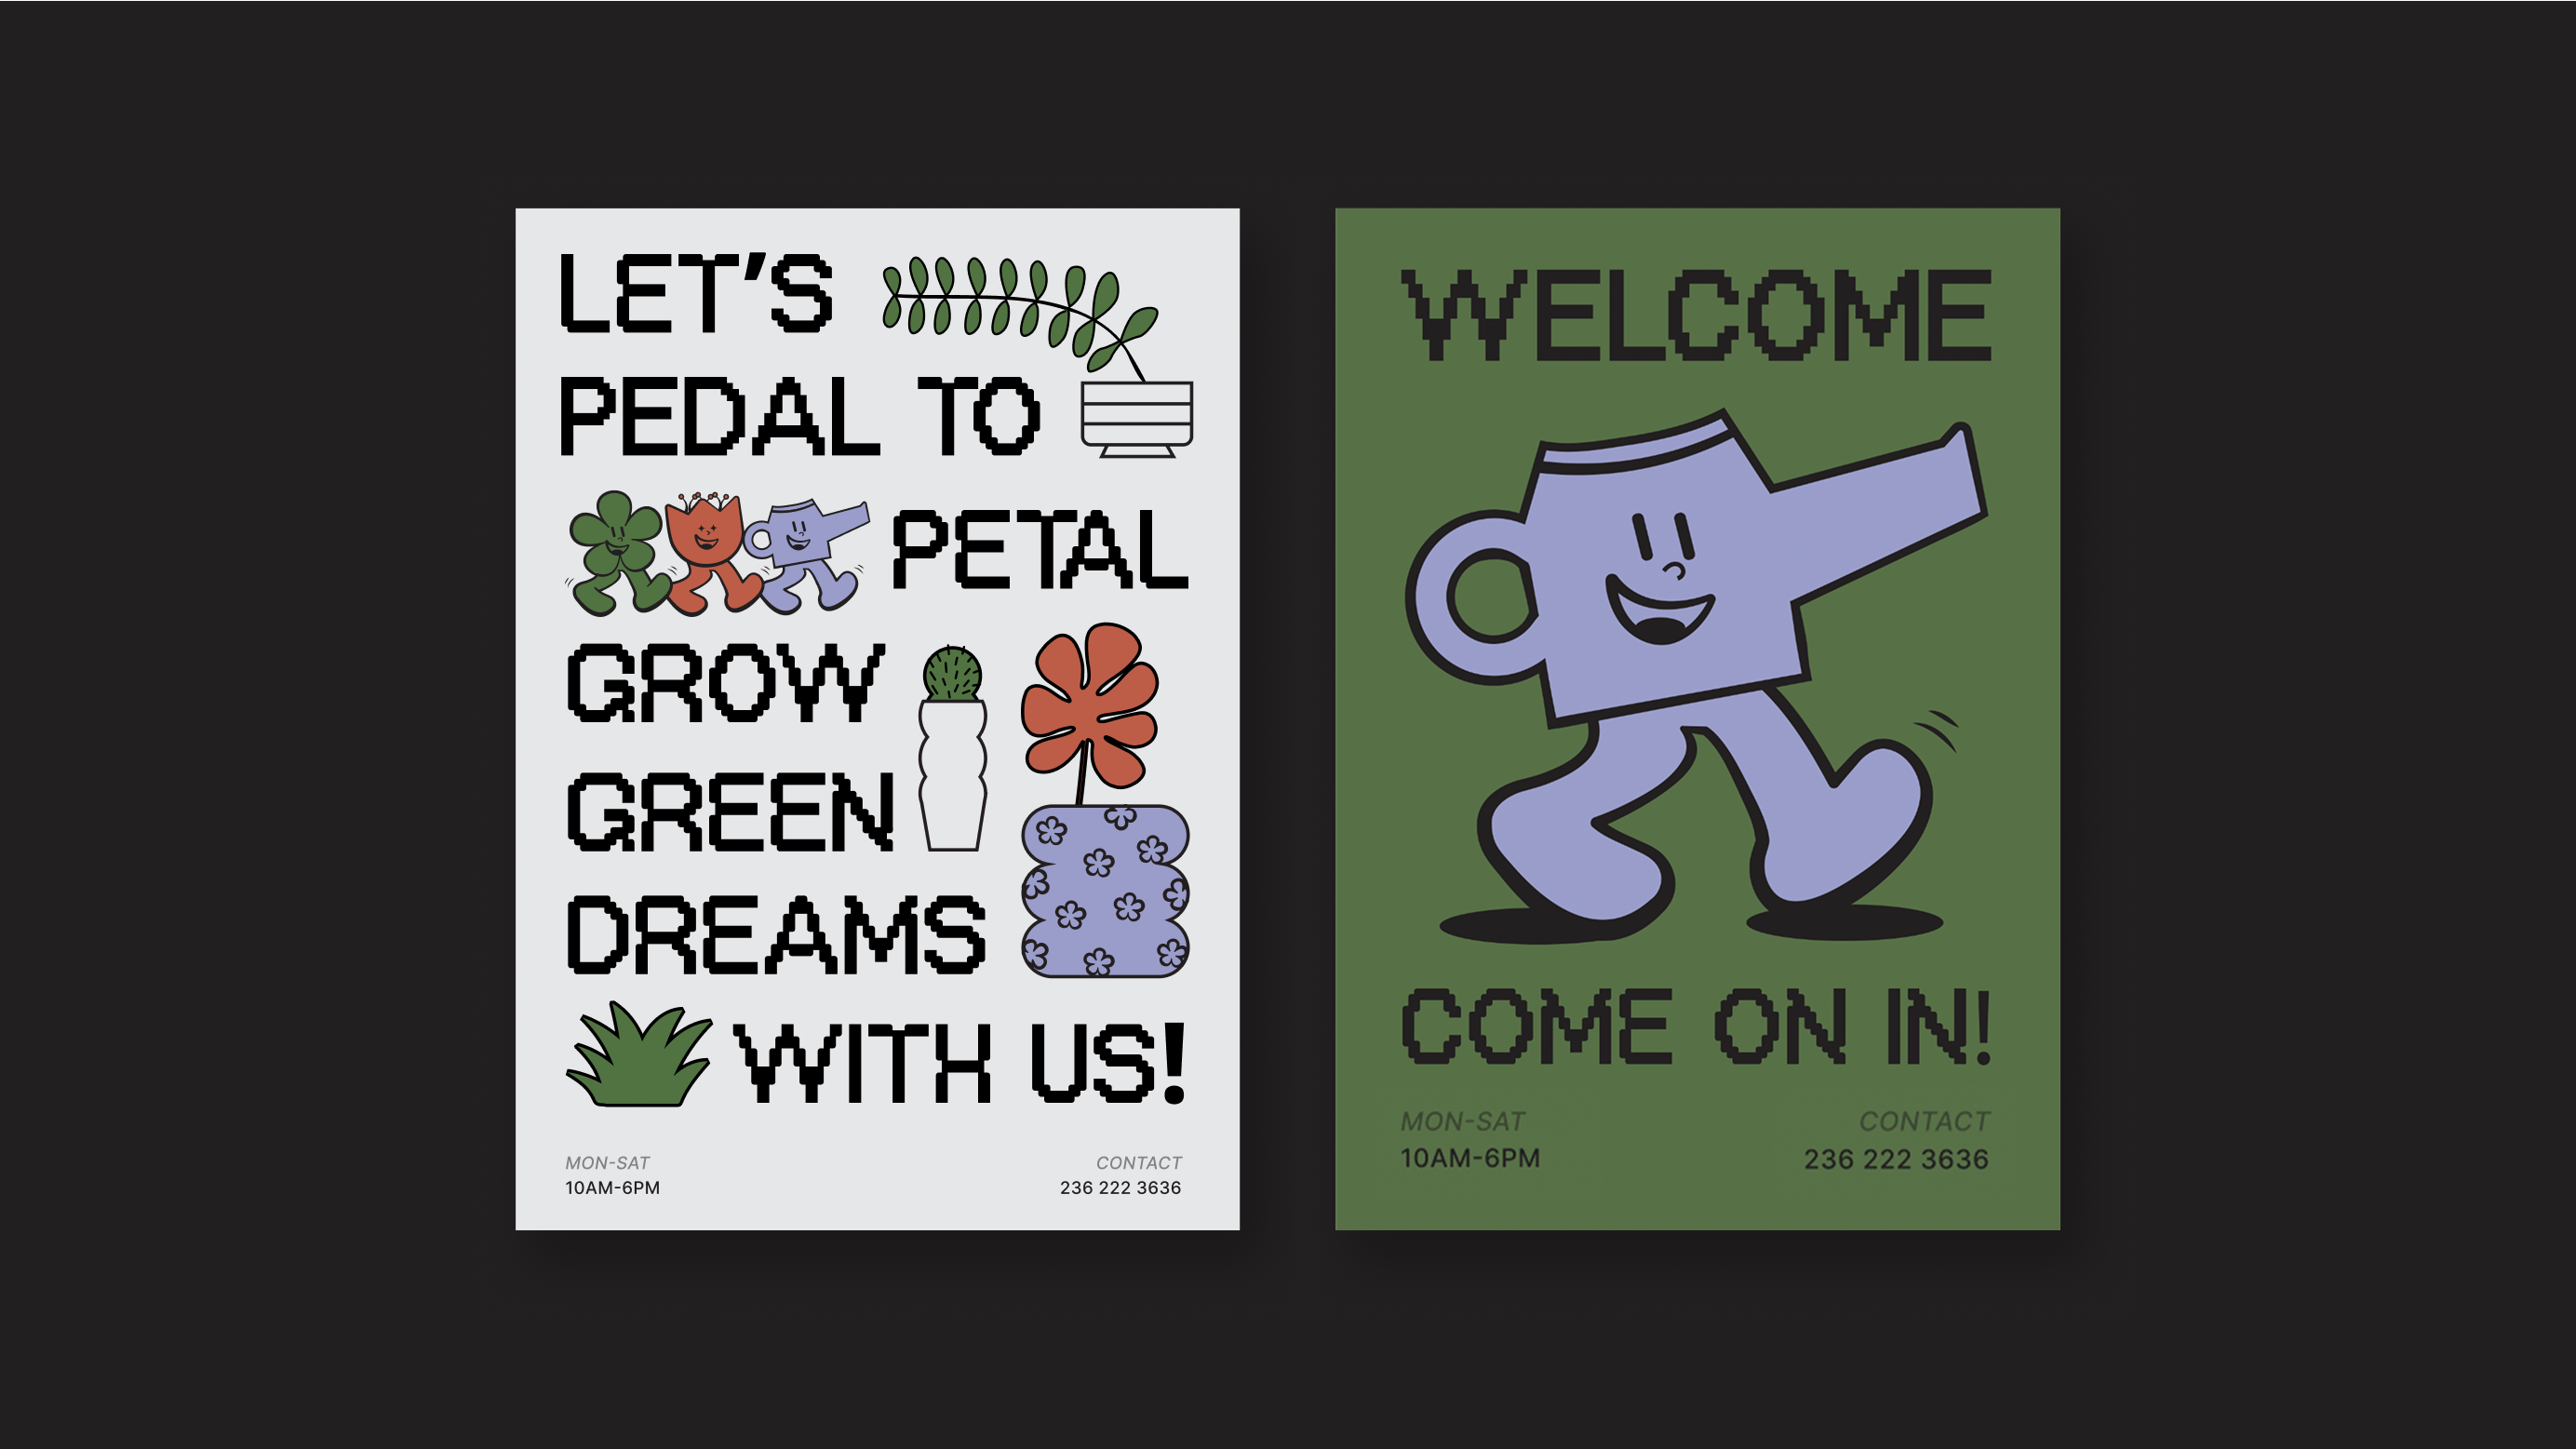 LET'S
PEDAL TO
PETAL
GROW
GREEN
DREAMS
WITH US!
MON-SAT
10AM-6PM
CONTACT
236 222 3636
WELCOME
COME ON IN!
MON-SAT
10AM-6PM
CONTACT
236 222 3636